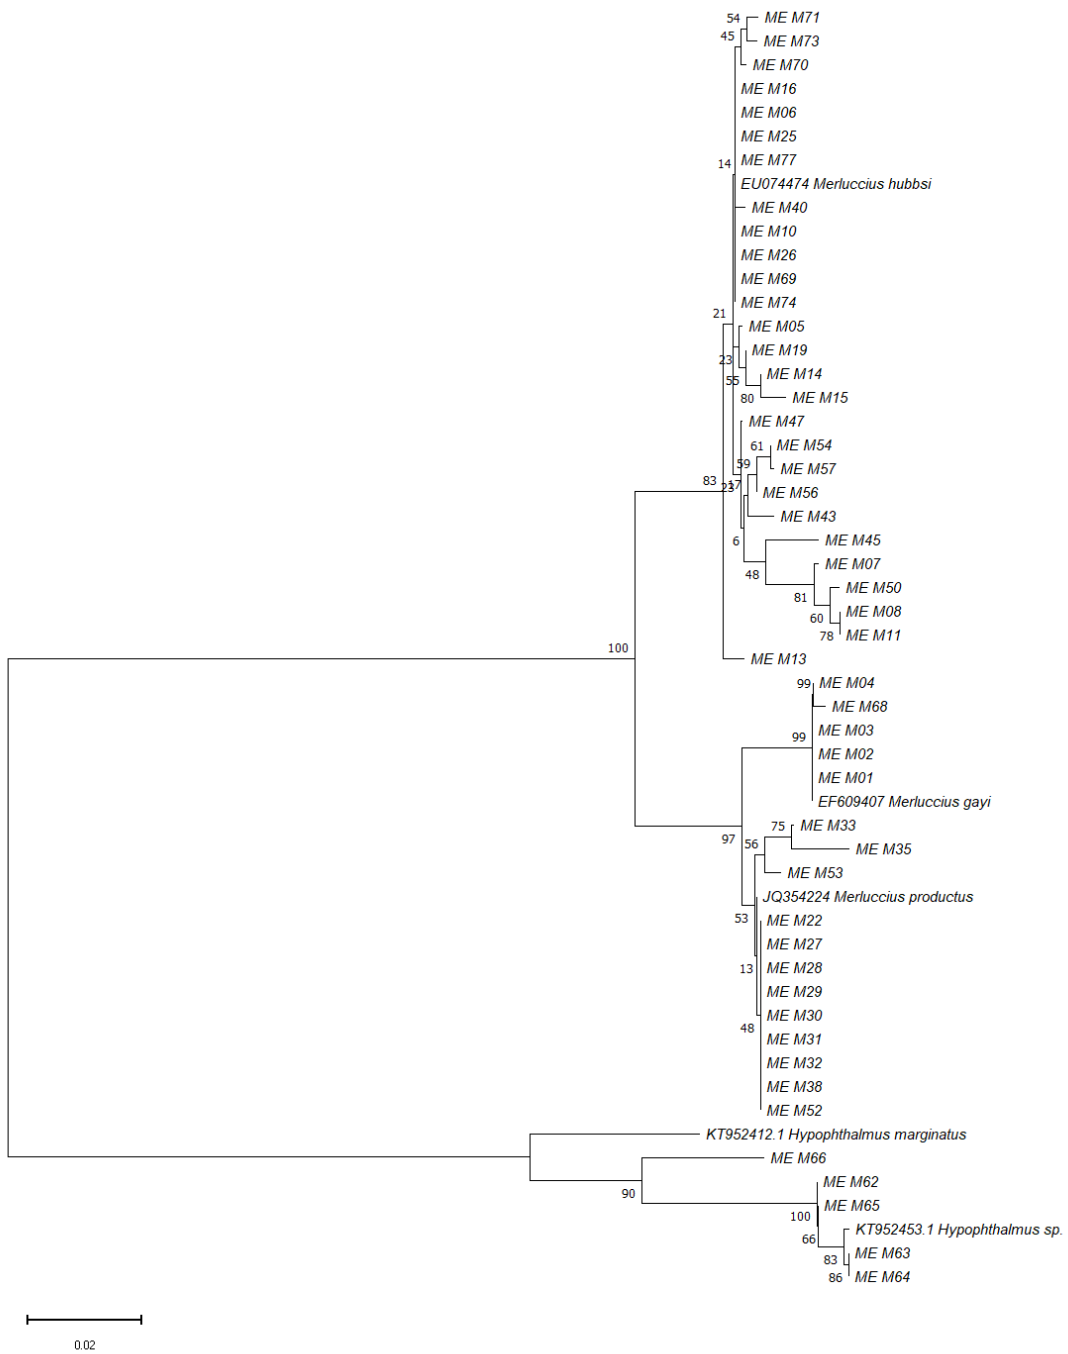 54
ME M71
45
ME M73
ME M70
ME M16
ME M06
ME M25
14
ME M77
EU074474 Merluccius hubbsi
ME M40
ME M10
ME M26
ME M69
ME M74
21
ME M05
23
ME M19
55
ME M14
80
ME M15
ME M47
61
ME M54
59
ME M57
83
23
17
ME M56
ME M43
6
ME M45
48
ME M07
81
ME M50
60
ME M08
78
ME M11
100
ME M13
99
ME M04
ME M68
99
ME M03
ME M02
ME M01
EF609407 Merluccius gayi
75
ME M33
97
56
ME M35
ME M53
JQ354224 Merluccius productus
53
ME M22
ME M27
13
ME M28
ME M29
48
ME M30
ME M31
ME M32
ME M38
ME M52
KT952412.1 Hypophthalmus marginatus
ME M66
90
ME M62
100
ME M65
66
KT952453.1 Hypophthalmus sp.
83
ME M63
86
ME M64
0.02